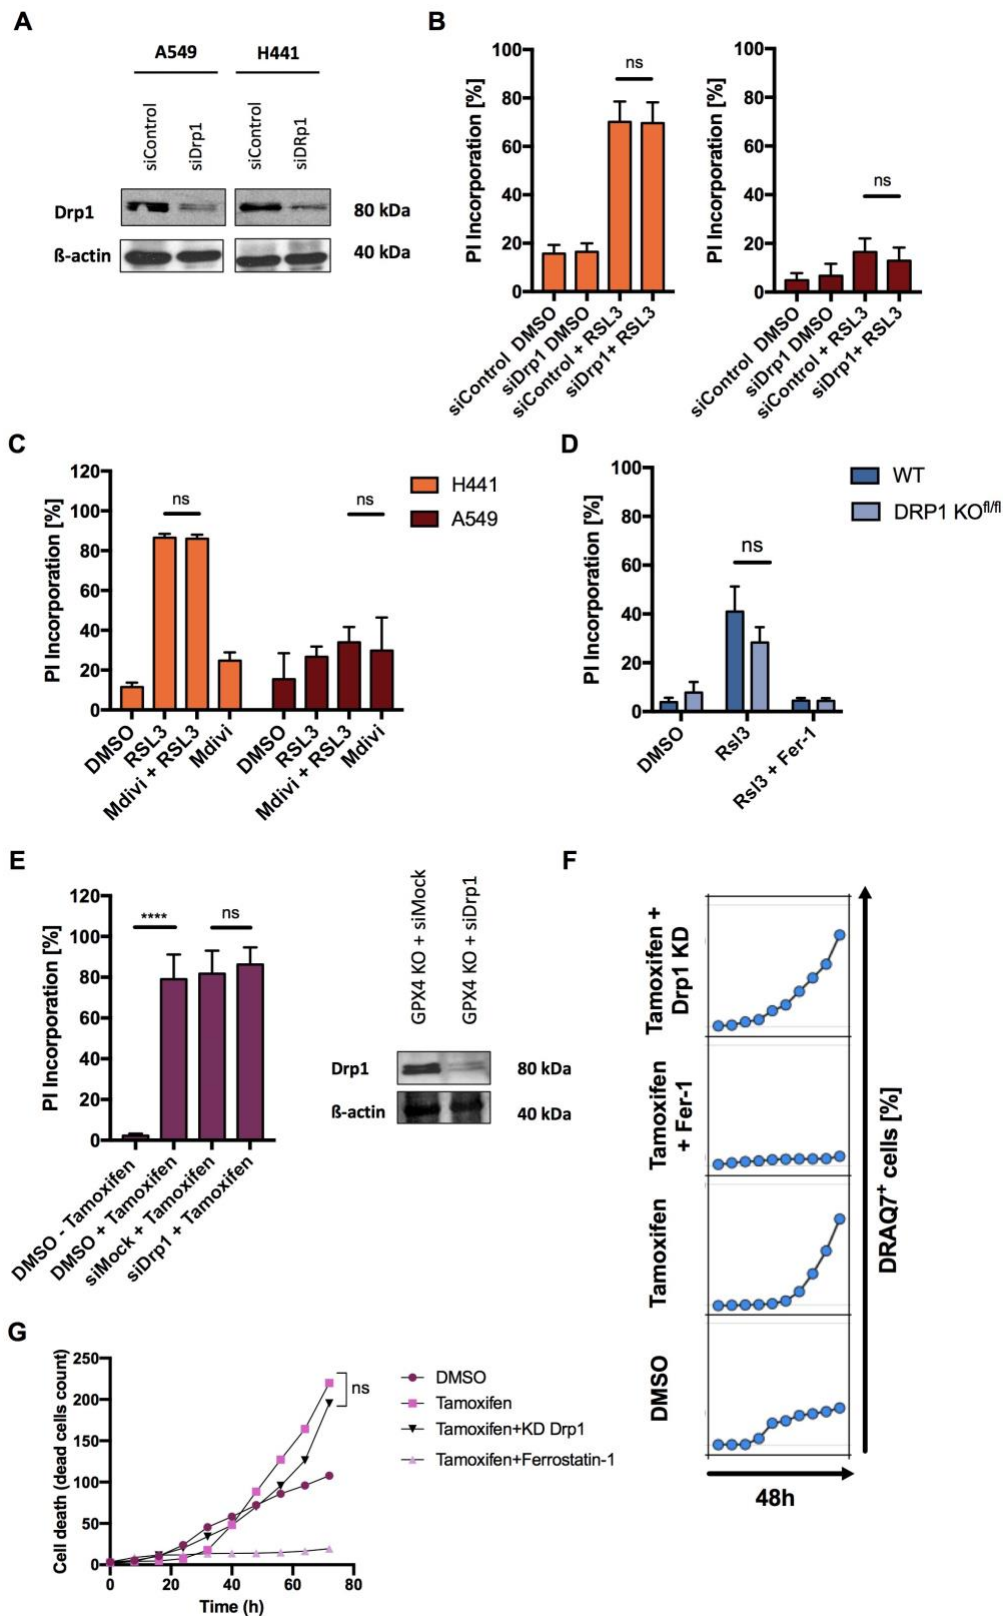 A
A549
H441
siControl
siDrp1
siControl
siDRp1
Drp1
80 kDa
ß-actin
40 kDa
B
PI Incorporation [%]
100
80
60
40
20
0
ns
siControl DMSO
siDrp1 DMSO
siControl + RSL3
siDrp1+ RSL3
PI Incorporation [%]
100
80
60
40
20
0
ns
siControl DMSO
siDrp1 DMSO
siControl + RSL3
siDrp1+ RSL3
C
PI Incorporation [%]
120
100
80
60
40
20
0
ns
ns
DMSO
RSL3
Mdivi + RSL3
Mdivi
DMSO
RSL3
Mdivi + RSL3
Mdivi
H441
A549
D
PI Incorporation [%]
100
80
60
40
20
0
ns
DMSO
Rsl3
Rsl3 + Fer-1
WT
DRP1 KOfl/fl
E
PI Incorporation [%]
120
100
80
60
40
20
0
****
ns
DMSO - Tamoxifen
DMSO + Tamoxifen
siMock + Tamoxifen
siDrp1 + Tamoxifen
GPX4 KO + siMock
GPX4 KO + siDrp1
Drp1
80 kDa
ß-actin
40 kDa
F
Tamoxifen +
Drp1 KD
Tamoxifen
+ Fer-1
Tamoxifen
DMSO
DRAQ7+ cells [%]
48h
G
Cell death (dead cells count)
250
200
150
100
50
0
0
20
40
60
80
Time (h)
ns
DMSO
Tamoxifen
Tamoxifen+KD Drp1
Tamoxifen+Ferrostatin-1